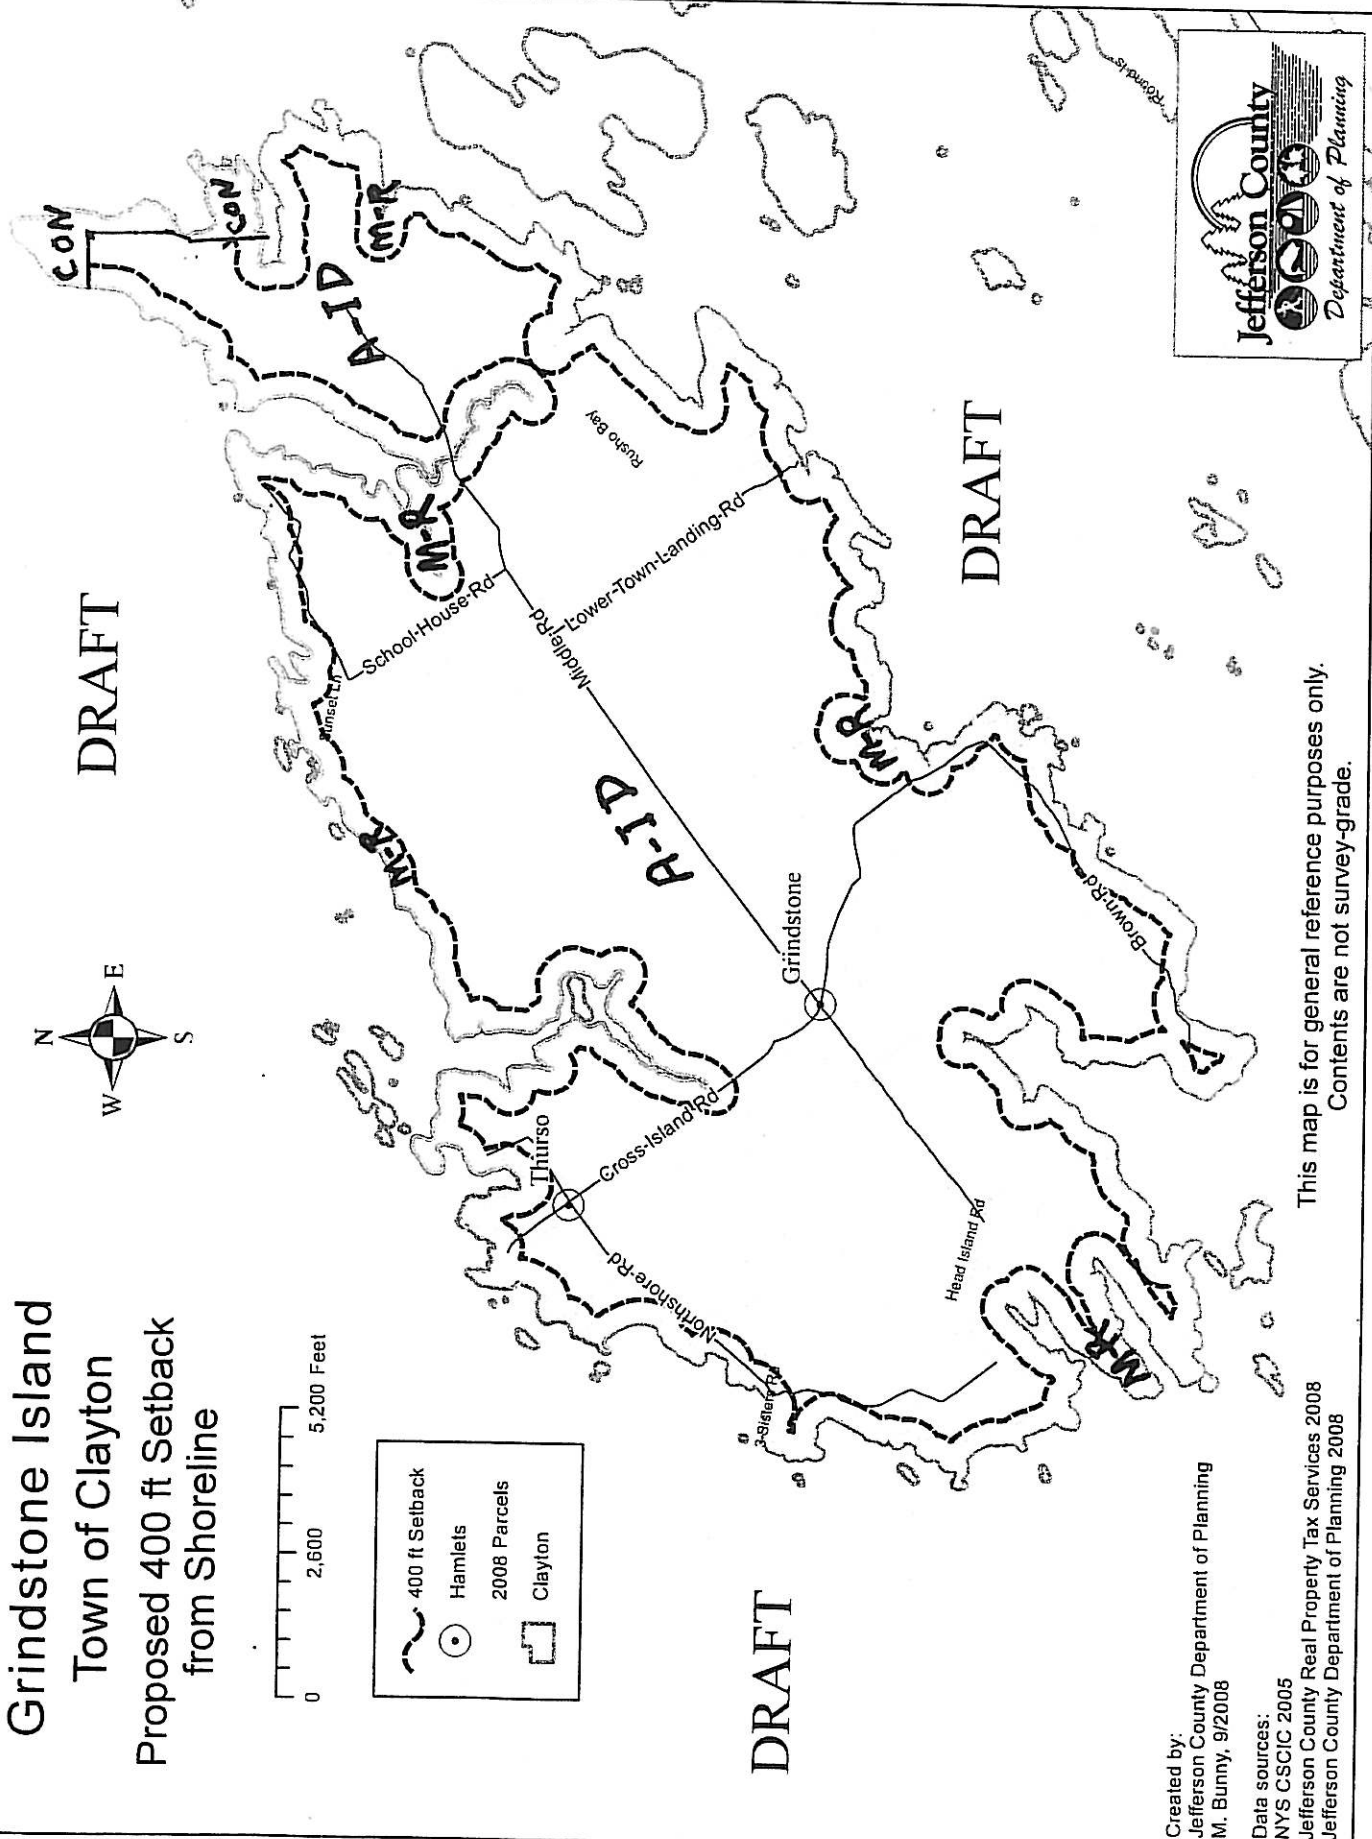 Grindstone Island
Town of Clayton
Proposed 400 ft Setback
from Shoreline
0
2,600
5,200 Feet
400 ft Setback
Hamlets
2008 Parcels
Clayton
N
W
E
S
DRAFT
DRAFT
DRAFT
CON
CON
M-R
A-ID
M-R
M-R
A-ID
M-R
M-R
Rusho Bay
School-House-Rd
Lower-Town-Landing-Rd
Middle-Rd
Sunset Ln
Grindstone
Thurso
Cross-Island-Rd
Northshore-Rd
Brown-Rd
Head Island Rd
3-Sisters Rd
Round-Is
Jefferson County
Department of Planning
This map is for general reference purposes only.
Contents are not survey-grade.
Created by:
Jefferson County Department of Planning
M. Bunny, 9/2008
Data sources:
NYS CSCIC 2005
Jefferson County Real Property Tax Services 2008
Jefferson County Department of Planning 2008